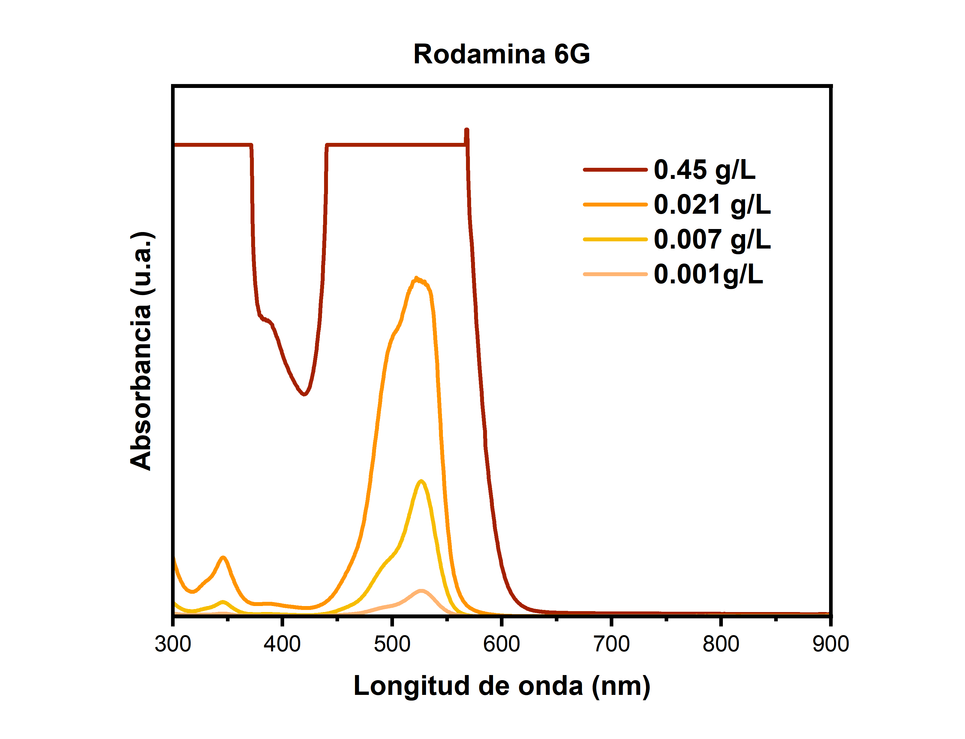 Rodamina 6G
0.45 g/L
0.021 g/L
0.007 g/L
0.001g/L
Absorbancia (u.a.)
300 400 500 600 700 800 900
Longitud de onda (nm)